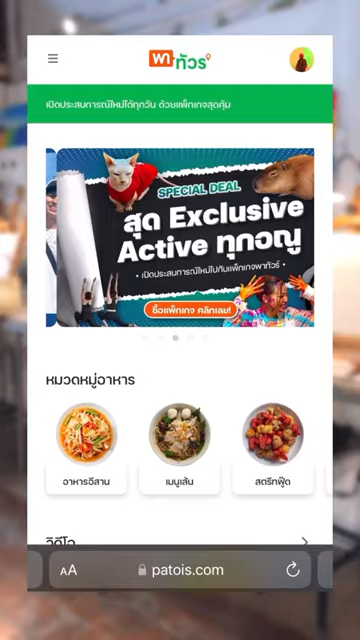 พาทัวร์
เปิดประสบการณ์ใหม่ได้ทุกวัน ด้วยแพ็กเกจสุดคุ้ม
SPECIAL DEAL
สุด Exclusive
Active ทุกอณู
• เปิดประสบการณ์ใหม่ไปกับแพ็กเกจพาทัวร์ •
ซื้อแพ็กเกจ คลิกเลย!
หมวดหมู่อาหาร
อาหารอีสาน
เมนูเส้น
สตรีทฟู้ด
วิดีโอ
AA
patois.com